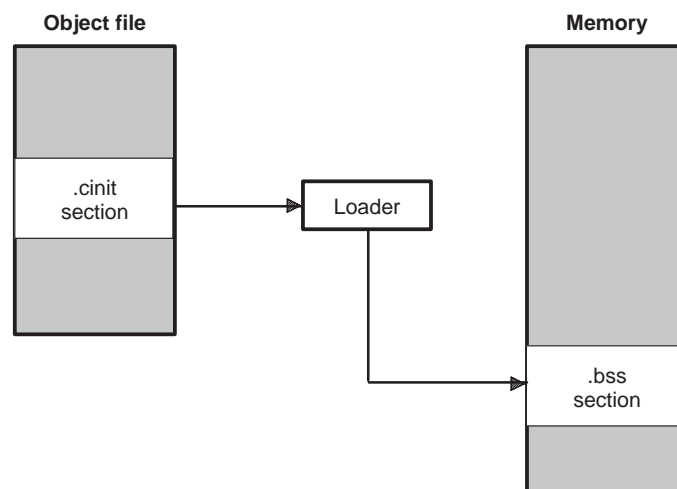 Object file
Memory
.cinit
section
Loader
.bss
section